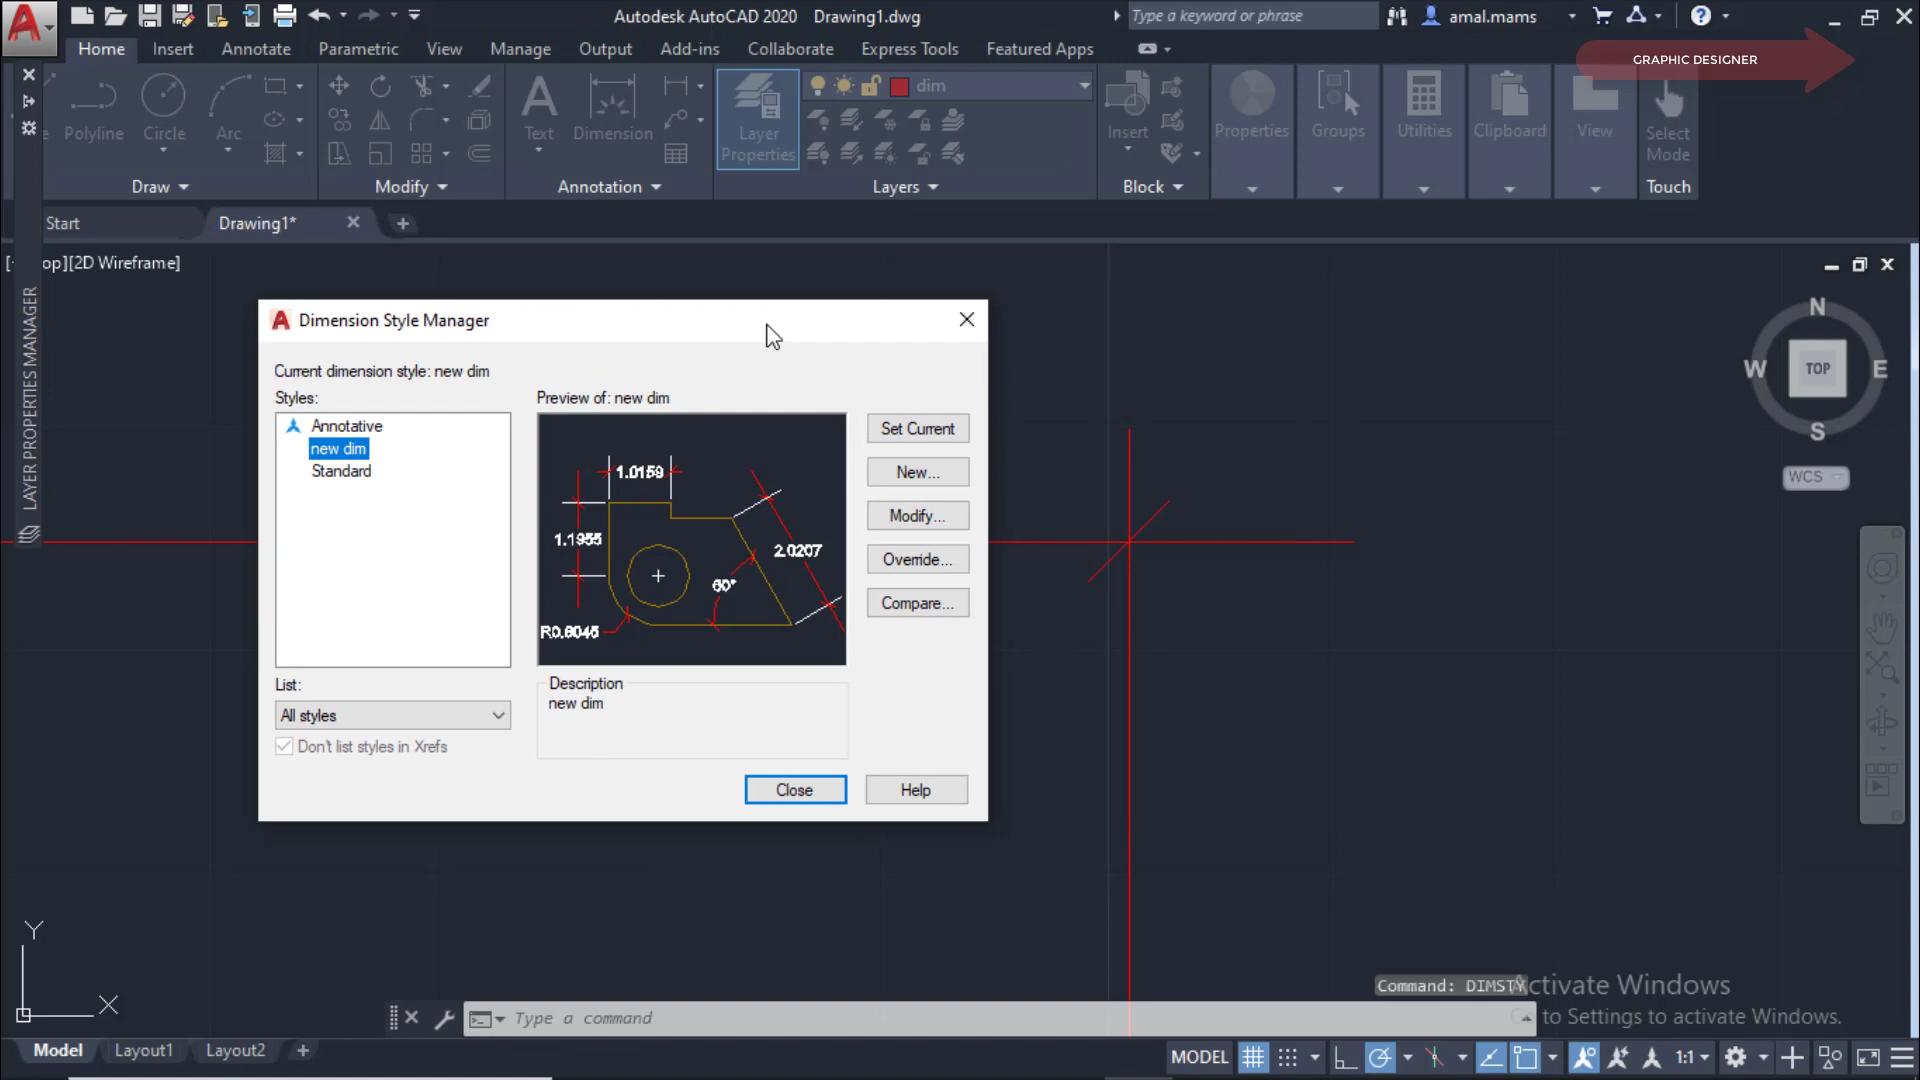 Autodesk AutoCAD 2020 Drawing1.dwg
Type a keyword or phrase
amal.mams
Home Insert Annotate Parametric View Manage Output Add-ins Collaborate Express Tools Featured Apps
GRAPHIC DESIGNER
Polyline Circle Arc
Text Dimension
Layer Properties
dim
Insert
Properties Groups Utilities Clipboard View
Select Mode
Draw Modify Annotation Layers Block Touch
Start Drawing1*
op][2D Wireframe]
LAYER PROPERTIES MANAGER
Dimension Style Manager
Current dimension style: new dim
Styles:
Annotative
new dim
Standard
Preview of: new dim
1.0159
1.1955
2.0207
60°
R0.8045
Set Current
New...
Modify...
Override...
Compare...
List:
All styles
Don't list styles in Xrefs
Description
new dim
Close
Help
N
W TOP E
S
WCS
Y
X
Command: DIMSTY
Activate Windows
to Settings to activate Windows.
Type a command
Model Layout1 Layout2
MODEL 1:1